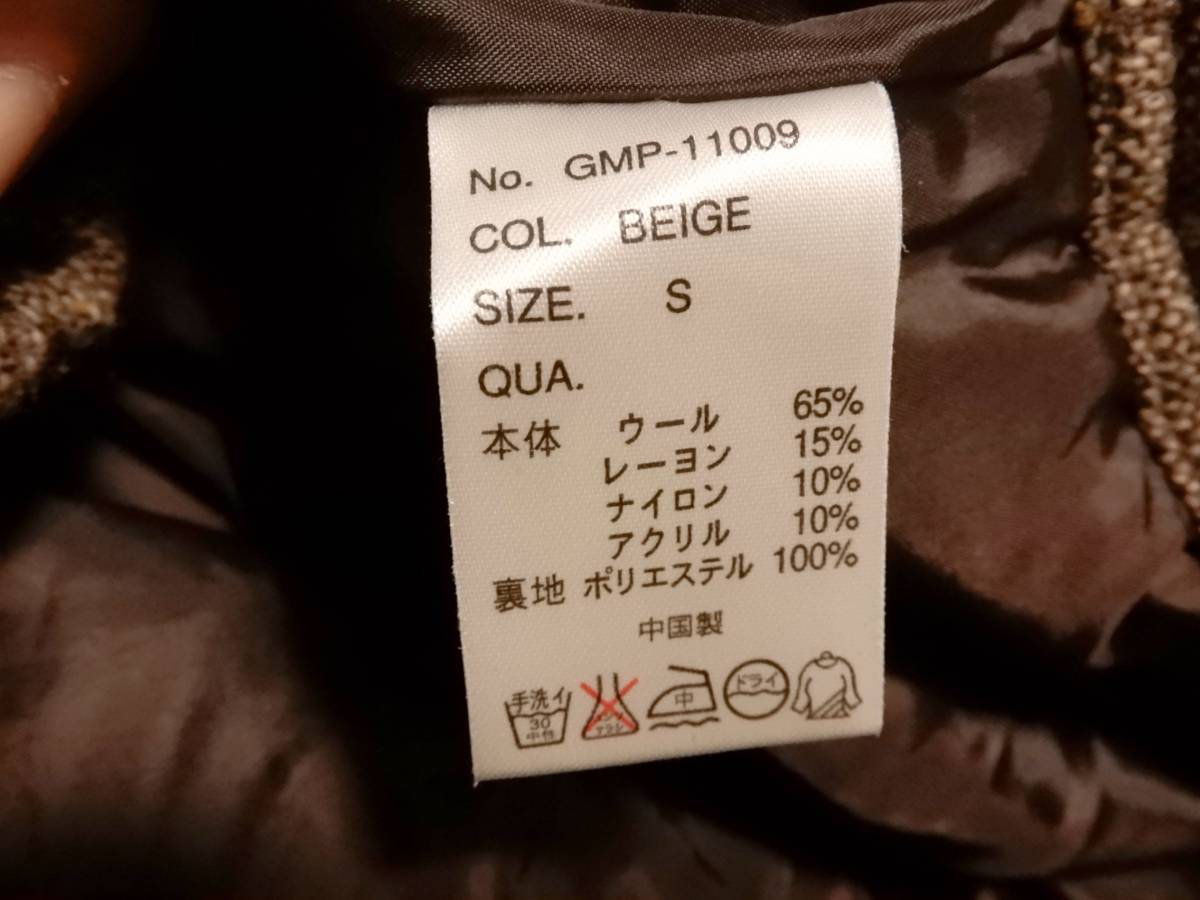 No. GMP-11009
COL. BEIGE
SIZE. S
QUA.
本体 ウール 65%
レーヨン 15%
ナイロン 10%
アクリル 10%
裏地 ポリエステル 100%
中国製
手洗イ 30 中性
中
ドライ